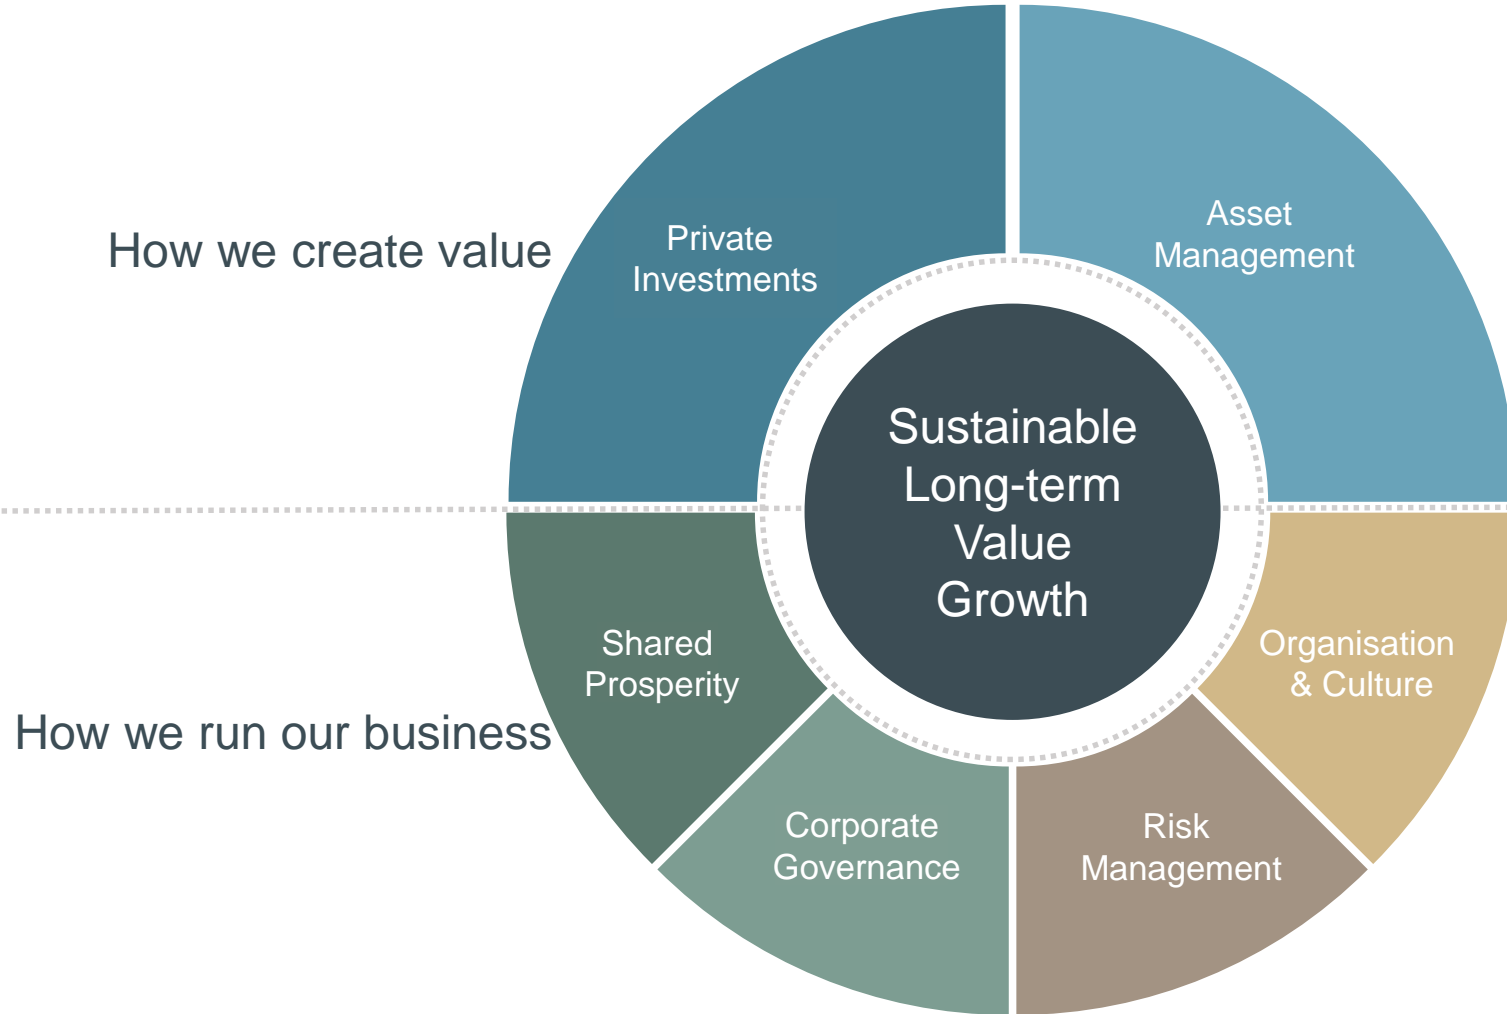 How we create value
Private
Investments
Asset
Management
Sustainable
Long-term
Value
Growth
How we run our business
Shared
Prosperity
Corporate
Governance
Risk
Management
Organisation
& Culture